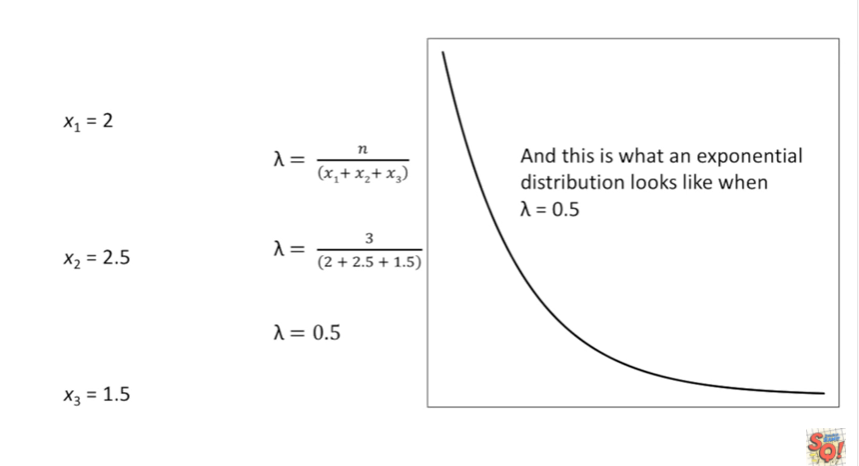 x₁ = 2
x₂ = 2.5
x₃ = 1.5
λ = n / (x₁ + x₂ + x₃)
λ = 3 / (2 + 2.5 + 1.5)
λ = 0.5
And this is what an exponential
distribution looks like when
λ = 0.5
SQ!